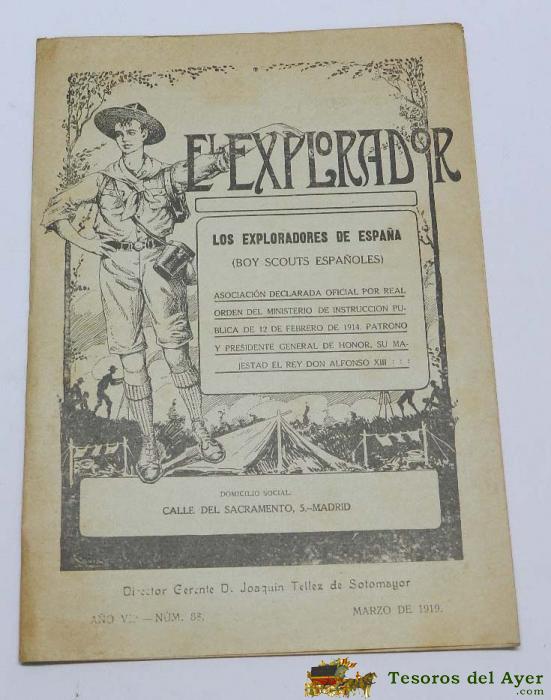 EL EXPLORADOR
LOS EXPLORADORES DE ESPAÑA
(BOY SCOUTS ESPAÑOLES)
ASOCIACIÓN DECLARADA OFICIAL POR REAL
ORDEN DEL MINISTERIO DE INSTRUCCION PU-
BLICA DE 12 DE FEBRERO DE 1914. PATRONO
Y PRESIDENTE GENERAL DE HONOR, SU MA-
JESTAD EL REY DON ALFONSO XIII : : :
DOMICILIO SOCIAL:
CALLE DEL SACRAMENTO, 5.-MADRID
Director Gerente D. Joaquin Tellez de Sotomayor
AÑO — NÚM.
MARZO DE 1919.
Tesoros del Ayer
.com